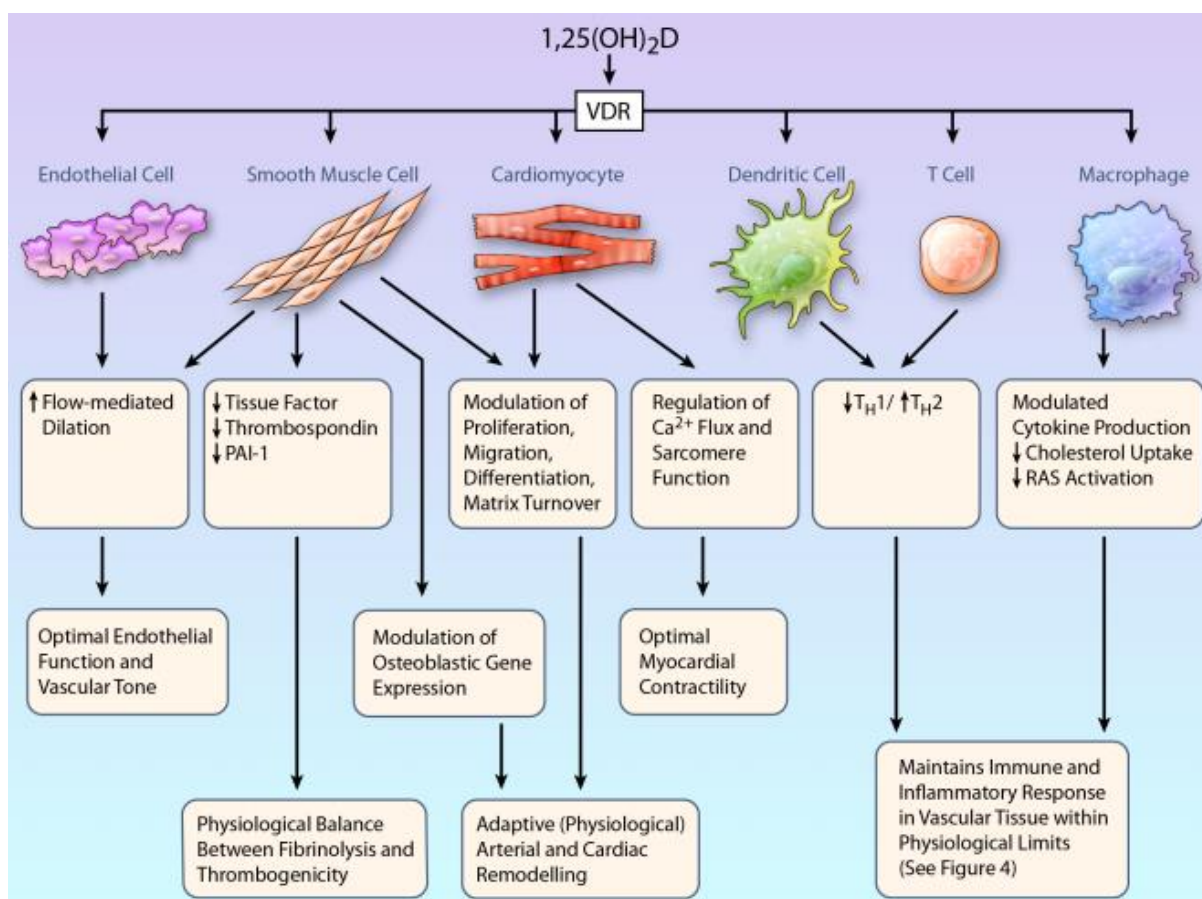 1,25(OH)₂D
VDR
Endothelial Cell
Smooth Muscle Cell
Cardiomyocyte
Dendritic Cell
T Cell
Macrophage
↑ Flow-mediated
Dilation
↓ Tissue Factor
↓ Thrombospondin
↓ PAI-1
Modulation of
Proliferation,
Migration,
Differentiation,
Matrix Turnover
Regulation of
Ca²⁺ Flux and
Sarcomere
Function
↓T_H1/ ↑T_H2
Modulated
Cytokine Production
↓ Cholesterol Uptake
↓ RAS Activation
Optimal Endothelial
Function and
Vascular Tone
Modulation of
Osteoblastic Gene
Expression
Optimal
Myocardial
Contractility
Physiological Balance
Between Fibrinolysis and
Thrombogenicity
Adaptive (Physiological)
Arterial and Cardiac
Remodelling
Maintains Immune and
Inflammatory Response
in Vascular Tissue within
Physiological Limits
(See Figure 4)